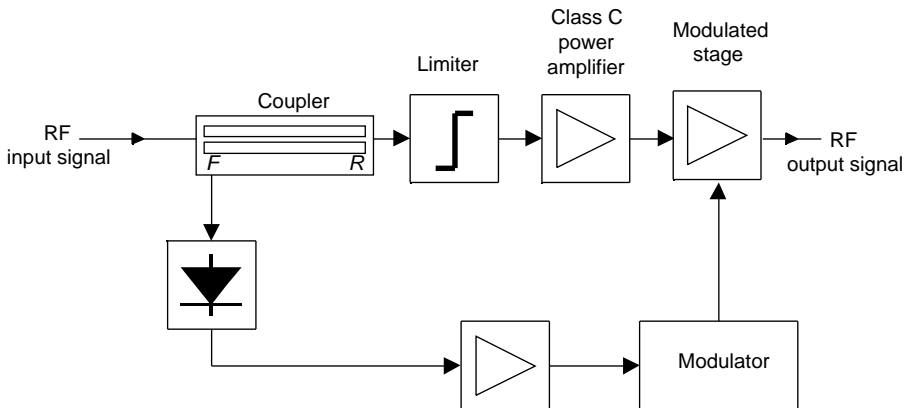 Class C
power
amplifier
Modulated
stage
Limiter
Coupler
RF
input signal
F
R
RF
output signal
Modulator